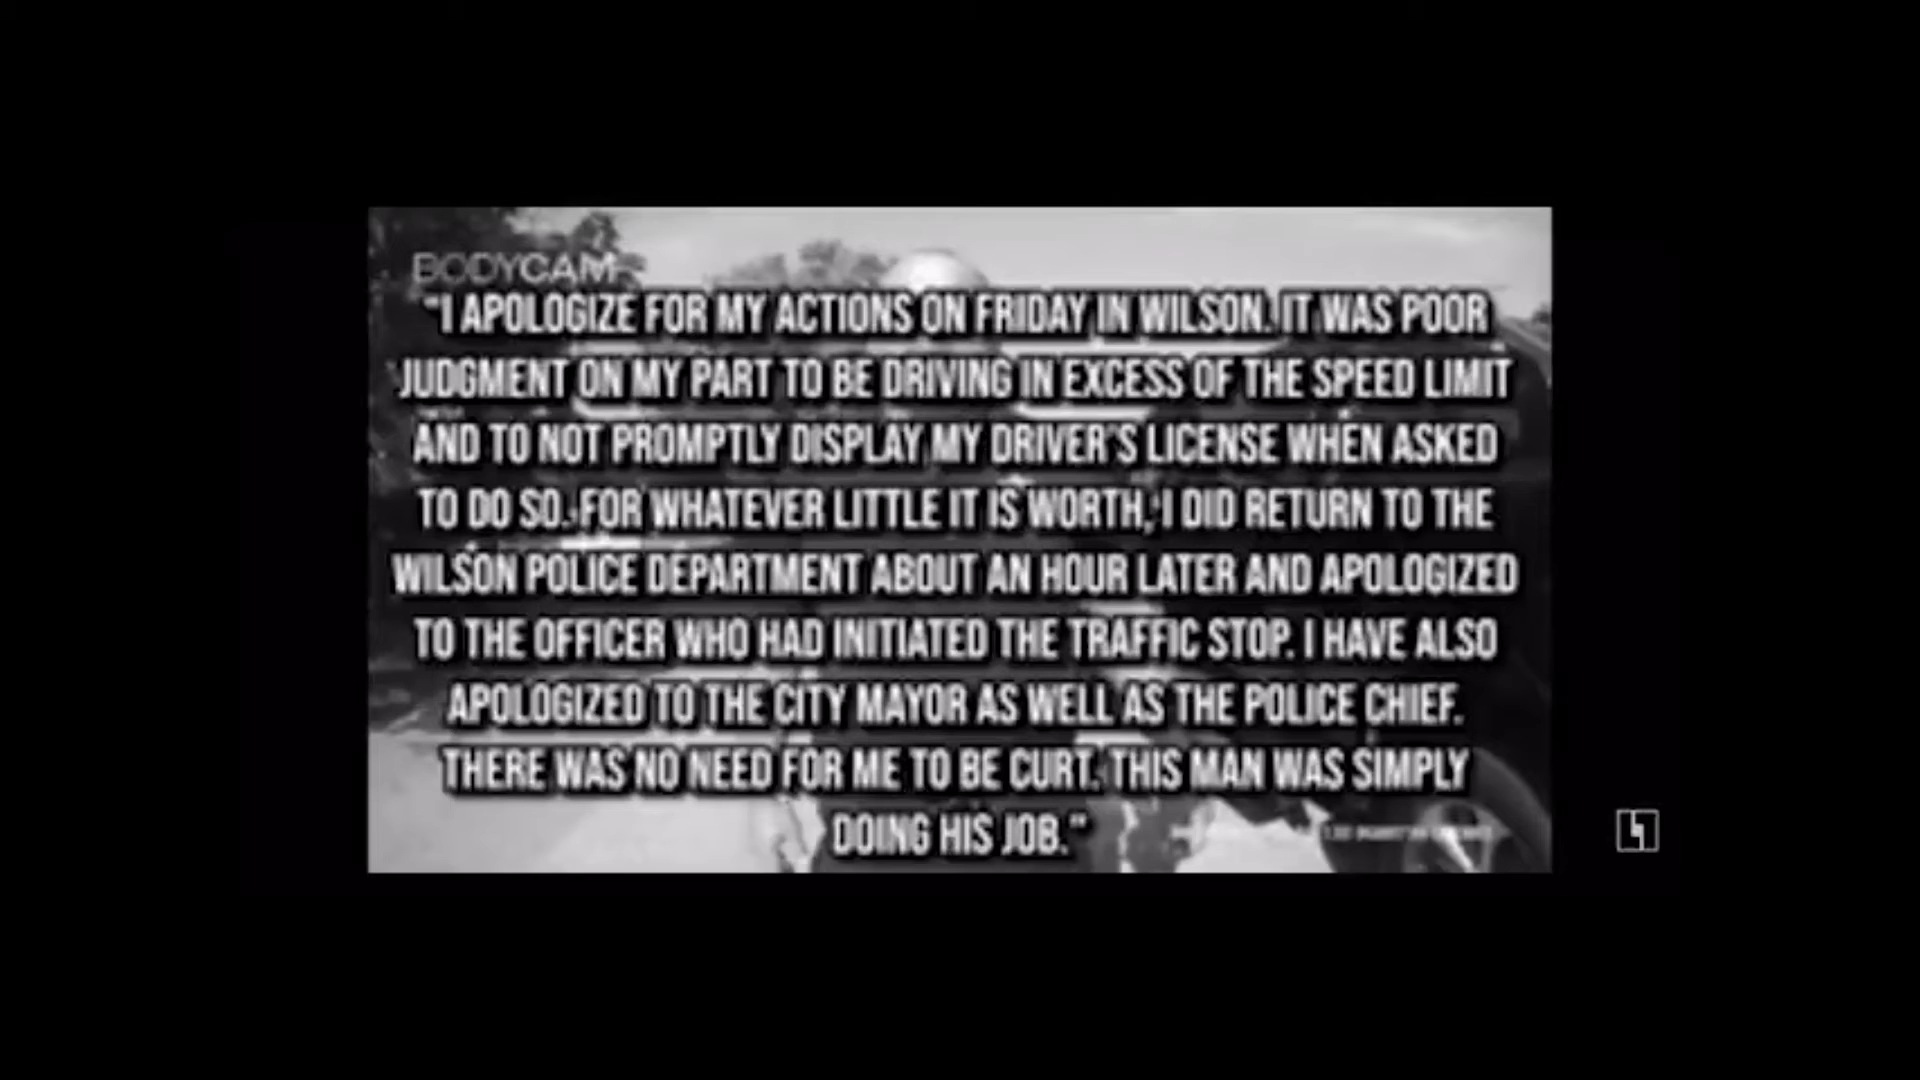 BODYCAM
"I APOLOGIZE FOR MY ACTIONS ON FRIDAY IN WILSON. IT WAS POOR
JUDGMENT ON MY PART TO BE DRIVING IN EXCESS OF THE SPEED LIMIT
AND TO NOT PROMPTLY DISPLAY MY DRIVER'S LICENSE WHEN ASKED
TO DO SO. FOR WHATEVER LITTLE IT IS WORTH, I DID RETURN TO THE
WILSON POLICE DEPARTMENT ABOUT AN HOUR LATER AND APOLOGIZED
TO THE OFFICER WHO HAD INITIATED THE TRAFFIC STOP. I HAVE ALSO
APOLOGIZED TO THE CITY MAYOR AS WELL AS THE POLICE CHIEF.
THERE WAS NO NEED FOR ME TO BE CURT. THIS MAN WAS SIMPLY
DOING HIS JOB."